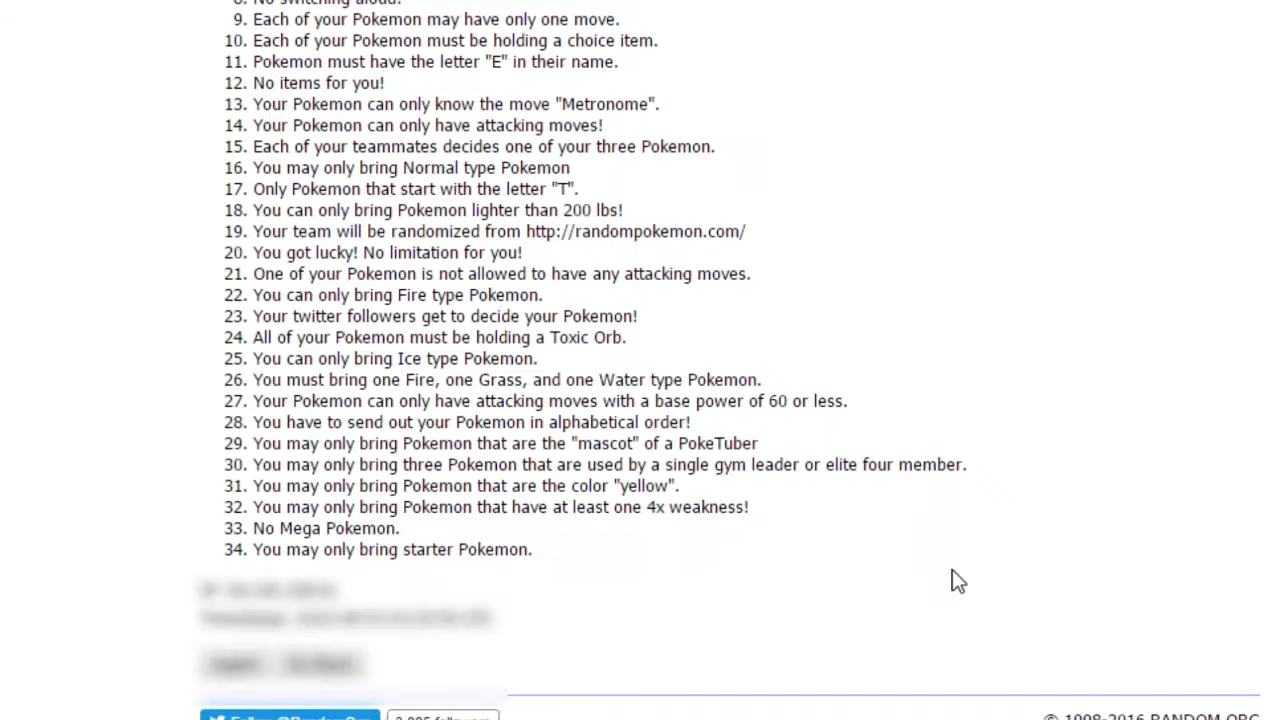 8. No switching aloud!
9. Each of your Pokemon may have only one move.
10. Each of your Pokemon must be holding a choice item.
11. Pokemon must have the letter "E" in their name.
12. No items for you!
13. Your Pokemon can only know the move "Metronome".
14. Your Pokemon can only have attacking moves!
15. Each of your teammates decides one of your three Pokemon.
16. You may only bring Normal type Pokemon
17. Only Pokemon that start with the letter "T".
18. You can only bring Pokemon lighter than 200 lbs!
19. Your team will be randomized from http://randompokemon.com/
20. You got lucky! No limitation for you!
21. One of your Pokemon is not allowed to have any attacking moves.
22. You can only bring Fire type Pokemon.
23. Your twitter followers get to decide your Pokemon!
24. All of your Pokemon must be holding a Toxic Orb.
25. You can only bring Ice type Pokemon.
26. You must bring one Fire, one Grass, and one Water type Pokemon.
27. Your Pokemon can only have attacking moves with a base power of 60 or less.
28. You have to send out your Pokemon in alphabetical order!
29. You may only bring Pokemon that are the "mascot" of a PokeTuber
30. You may only bring three Pokemon that are used by a single gym leader or elite four member.
31. You may only bring Pokemon that are the color "yellow".
32. You may only bring Pokemon that have at least one 4x weakness!
33. No Mega Pokemon.
34. You may only bring starter Pokemon.
© 1998-2016 RANDOM.ORG